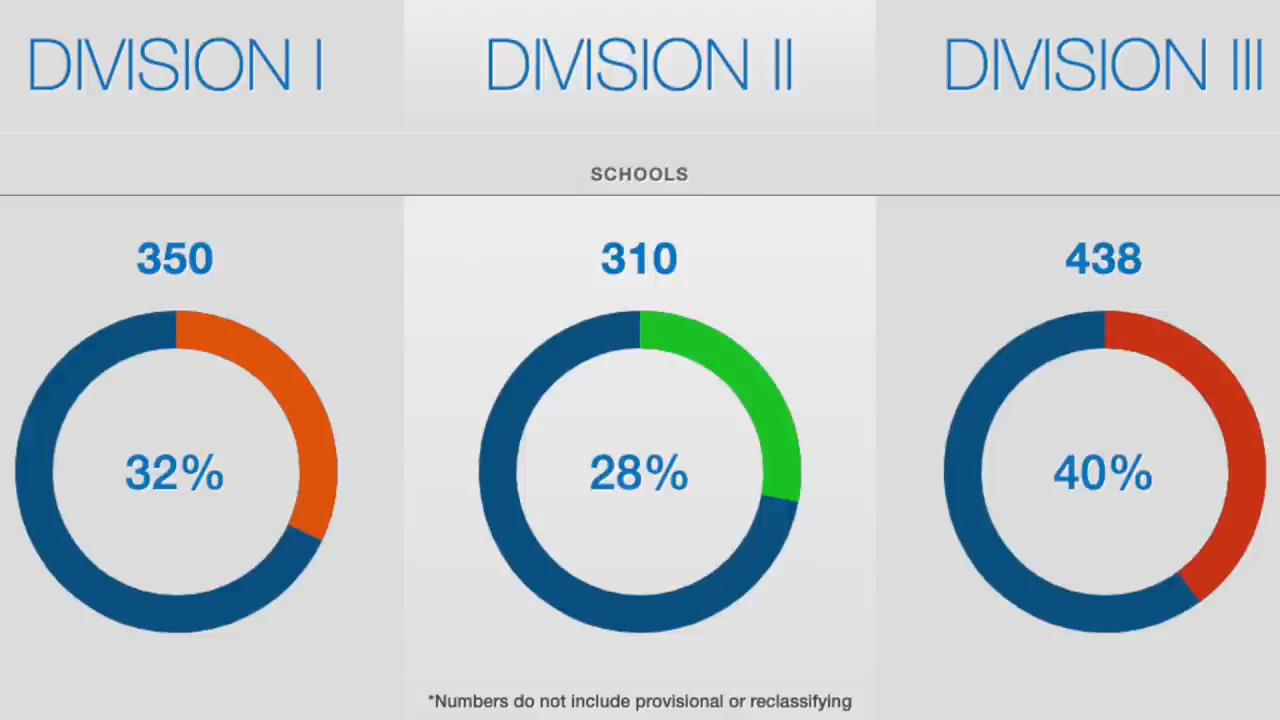 DIVISION I
DIVISION II
DIVISION III
SCHOOLS
350
310
438
32%
28%
40%
*Numbers do not include provisional or reclassifying